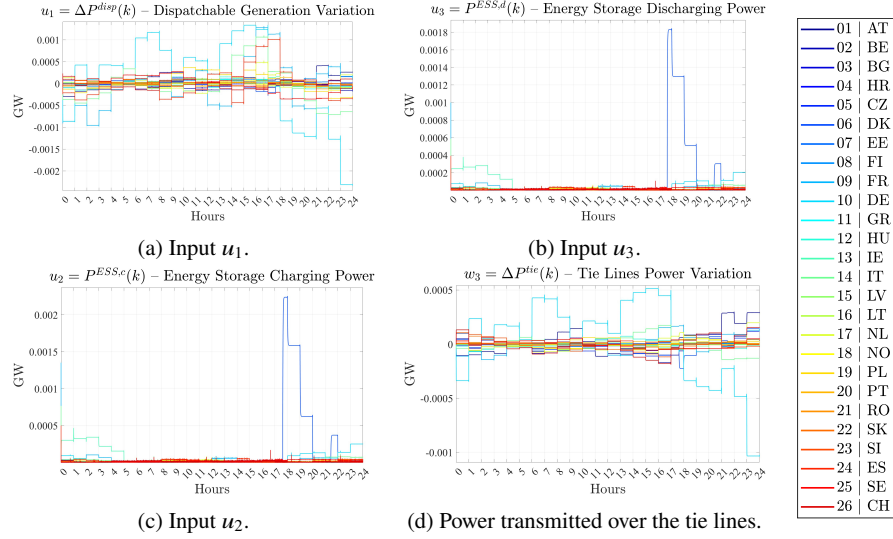 u₁ = ΔP^{disp}(k) – Dispatchable Generation Variation
0.001
0.0005
0
-0.0005
-0.001
-0.0015
-0.002
GW
0 1 2 3 4 5 6 7 8 9 10 11 12 13 14 15 16 17 18 19 20 21 22 23 24
Hours
(a) Input u₁.
u₃ = P^{ESS,d}(k) – Energy Storage Discharging Power
0.0018
0.0016
0.0014
0.0012
0.001
0.0008
0.0006
0.0004
0.0002
GW
0 1 2 3 4 5 6 7 8 9 10 11 12 13 14 15 16 17 18 19 20 21 22 23 24
Hours
(b) Input u₃.
u₂ = P^{ESS,c}(k) – Energy Storage Charging Power
0.002
0.0015
0.001
0.0005
GW
0 1 2 3 4 5 6 7 8 9 10 11 12 13 14 15 16 17 18 19 20 21 22 23 24
Hours
(c) Input u₂.
w₃ = ΔP^{tie}(k) – Tie Lines Power Variation
0.0005
0
-0.0005
-0.001
GW
0 1 2 3 4 5 6 7 8 9 10 11 12 13 14 15 16 17 18 19 20 21 22 23 24
Hours
(d) Power transmitted over the tie lines.
01 | AT
02 | BE
03 | BG
04 | HR
05 | CZ
06 | DK
07 | EE
08 | FI
09 | FR
10 | DE
11 | GR
12 | HU
13 | IE
14 | IT
15 | LV
16 | LT
17 | NL
18 | NO
19 | PL
20 | PT
21 | RO
22 | SK
23 | SI
24 | ES
25 | SE
26 | CH